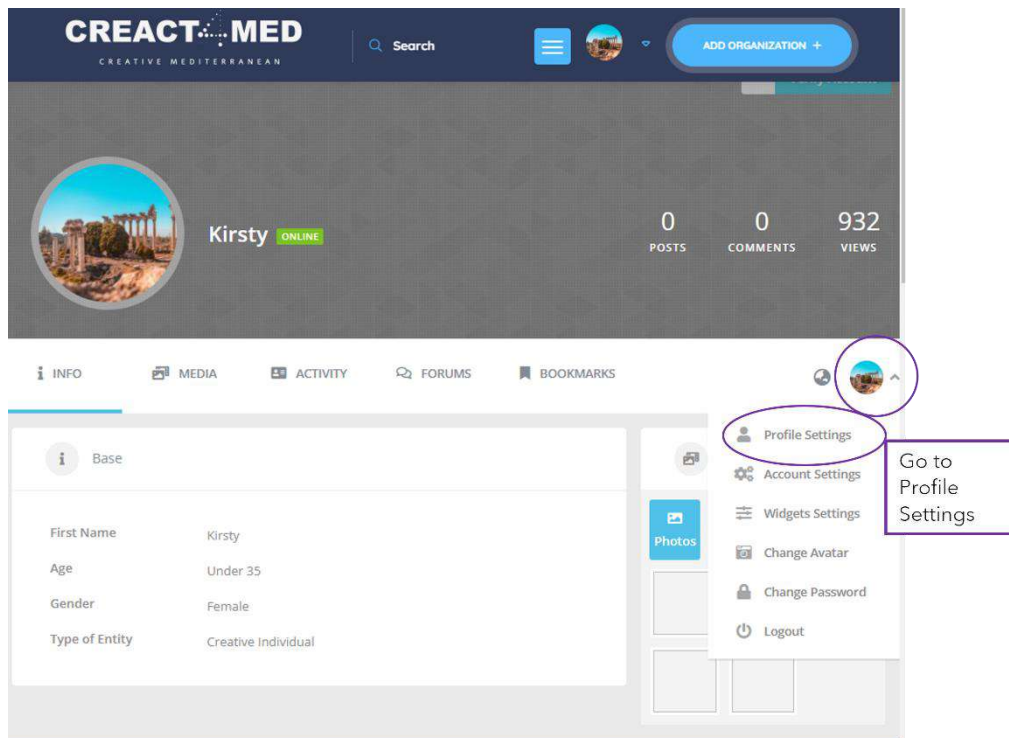 CREACT4MED
CREATIVE MEDITERRANEAN
Search
ADD ORGANIZATION +
Kirsty ONLINE
0
POSTS
0
COMMENTS
932
VIEWS
INFO
MEDIA
ACTIVITY
FORUMS
BOOKMARKS
Base
First Name Kirsty
Age Under 35
Gender Female
Type of Entity Creative Individual
Photos
Profile Settings
Account Settings
Widgets Settings
Change Avatar
Change Password
Logout
Go to
Profile
Settings